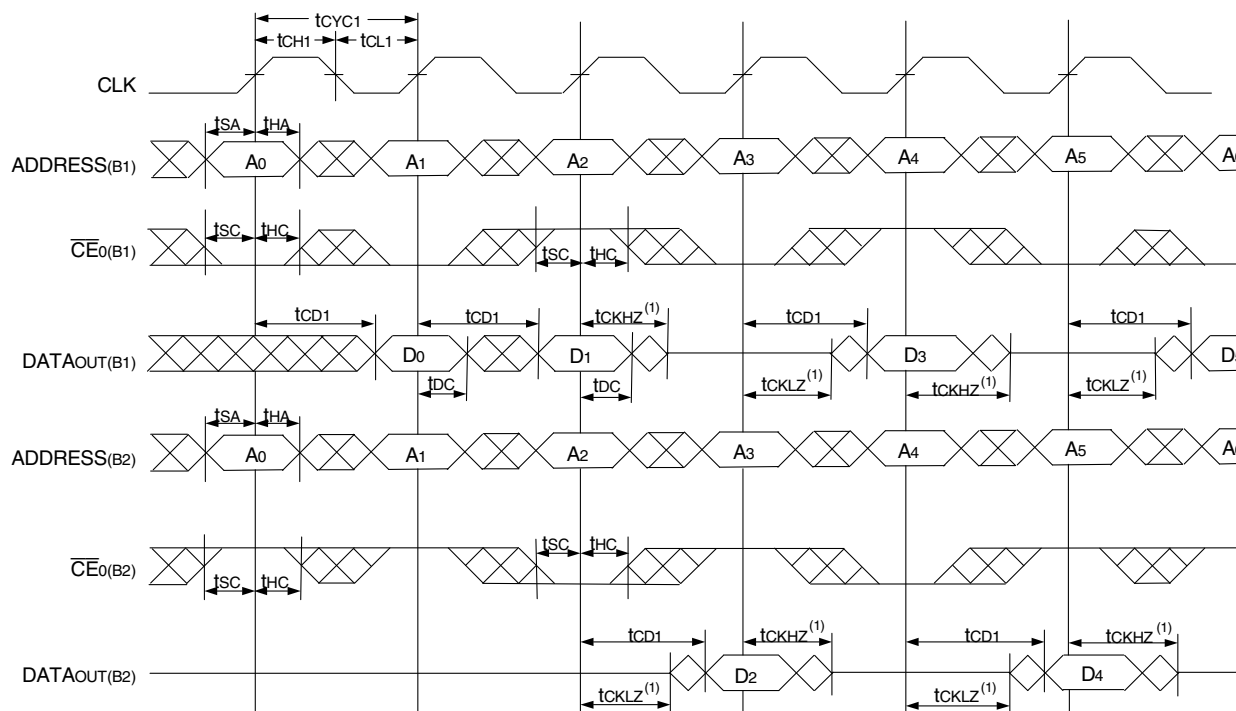 tCYC1
tCH1 tCL1
CLK
tSA tHA
ADDRESS(B1) A0 A1 A2 A3 A4 A5
tSC tHC
CE0(B1) tSC tHC
tCD1 tCD1 tCKHZ(1) tCD1 tCD1
DATAOUT(B1) D0 D1 D3
tDC tDC tCKLZ(1) tCKHZ(1) tCKLZ(1)
tSA tHA
ADDRESS(B2) A0 A1 A2 A3 A4 A5
tSC tHC
CE0(B2)
tSC tHC
tCD1 tCKHZ(1) tCD1 tCKHZ(1)
DATAOUT(B2) D2 D4
tCKLZ(1) tCKLZ(1)